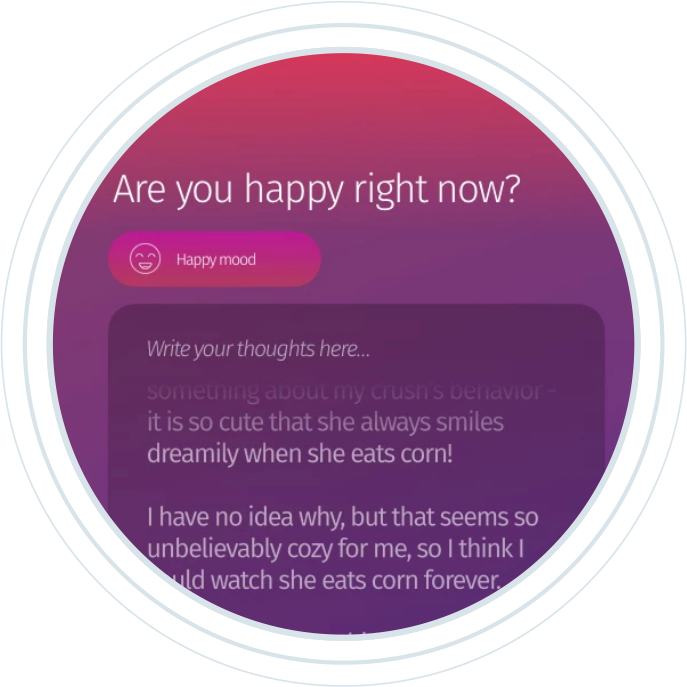 Are you happy right now?
Happy mood
Write your thoughts here...
something about my crush's behavior -
it is so cute that she always smiles
dreamily when she eats corn!
I have no idea why, but that seems so
unbelievably cozy for me, so I think I
watch she eats corn forever.